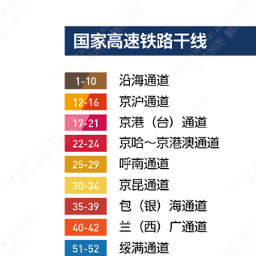 国家高速铁路干线
1-10 沿海通道
12-16 京沪通道
17-21 京港（台）通道
22-24 京哈～京港澳通道
25-29 呼南通道
30-34 京昆通道
35-39 包（银）海通道
40-42 兰（西）广通道
51-52 绥满通道